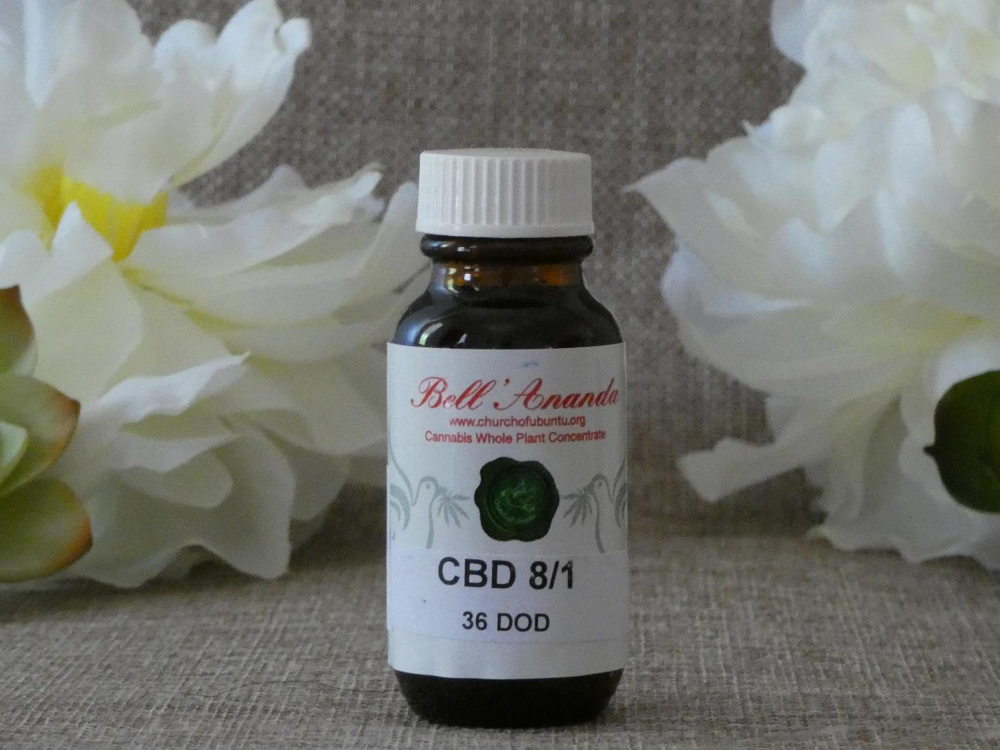 Bell'Ananda
www.churchofubuntu.org
Cannabis Whole Plant Concentrate
CBD 8/1
36 DOD